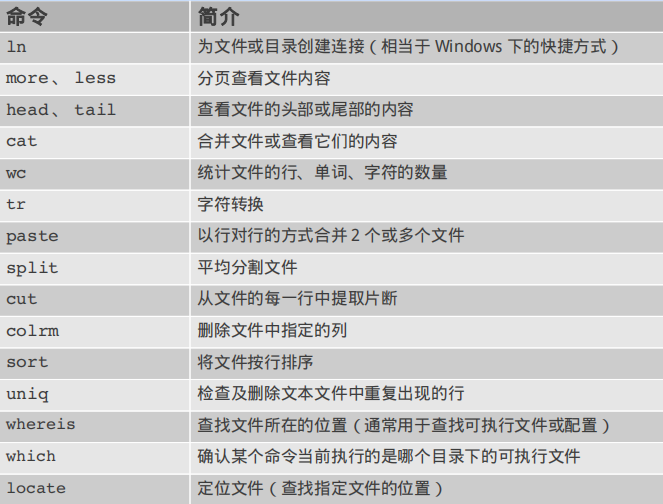 命令 简介
ln 为文件或目录创建连接（相当于 Windows 下的快捷方式）
more、 less 分页查看文件内容
head、 tail 查看文件的头部或尾部的内容
cat 合并文件或查看它们的内容
wc 统计文件的行、单词、字符的数量
tr 字符转换
paste 以行对行的方式合并 2 个或多个文件
split 平均分割文件
cut 从文件的每一行中提取片断
colrm 删除文件中指定的列
sort 将文件按行排序
uniq 检查及删除文本文件中重复出现的行
whereis 查找文件所在的位置（通常用于查找可执行文件或配置）
which 确认某个命令当前执行的是哪个目录下的可执行文件
locate 定位文件（查找指定文件的位置）